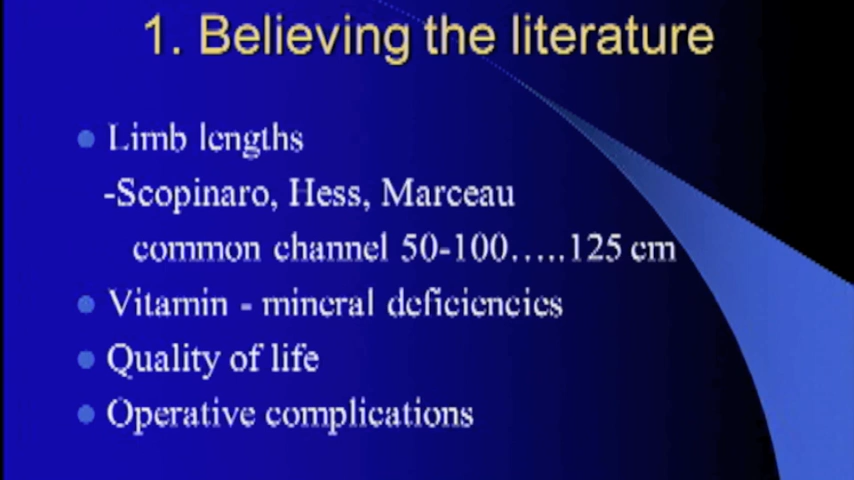 1. Believing the literature
Limb lengths
-Scopinaro, Hess, Marceau
common channel 50-100.....125 cm
Vitamin - mineral deficiencies
Quality of life
Operative complications